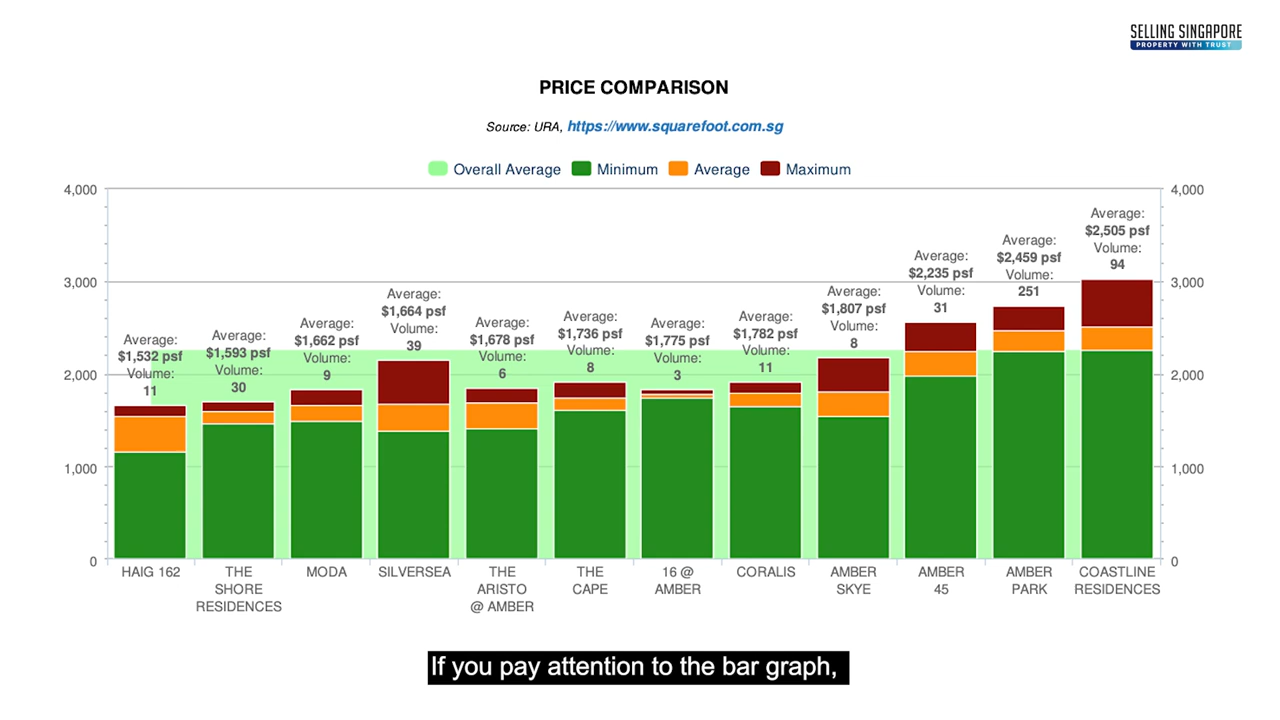 SELLING SINGAPORE
PROPERTY WITH TRUST
PRICE COMPARISON
Source: URA, https://www.squarefoot.com.sg
Overall Average Minimum Average Maximum
4,000
3,000
2,000
1,000
0
4,000
3,000
2,000
1,000
0
Average:
$1,532 psf
Volume:
11
Average:
$1,593 psf
Volume:
30
Average:
$1,662 psf
Volume:
9
Average:
$1,664 psf
Volume:
39
Average:
$1,678 psf
Volume:
6
Average:
$1,736 psf
Volume:
8
Average:
$1,775 psf
Volume:
3
Average:
$1,782 psf
Volume:
11
Average:
$1,807 psf
Volume:
8
Average:
$2,235 psf
Volume:
31
Average:
$2,459 psf
Volume:
251
Average:
$2,505 psf
Volume:
94
HAIG 162
THE
SHORE
RESIDENCES
MODA
SILVERSEA
THE
ARISTO
@ AMBER
THE
CAPE
16 @
AMBER
CORALIS
AMBER
SKYE
AMBER
45
AMBER
PARK
COASTLINE
RESIDENCES
If you pay attention to the bar graph,